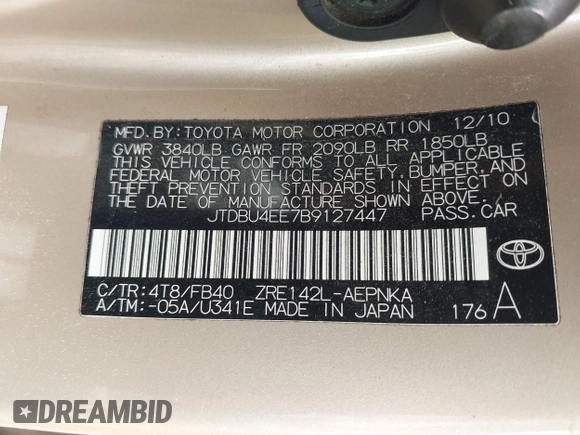 MFD.BY: TOYOTA MOTOR CORPORATION 12/10
GVWR 3840LB GAWR FR 2090LB RR 1850LB
THIS VEHICLE CONFORMS TO ALL APPLICABLE
FEDERAL MOTOR VEHICLE SAFETY, BUMPER, AND
THEFT PREVENTION STANDARDS IN EFFECT ON
THE DATE OF MANUFACTURE SHOWN ABOVE.
JTDBU4EE7B9127447 PASS.CAR
C/TR: 4T8/FB40 ZRE142L-AEPNKA
A/TM: -05A/U341E MADE IN JAPAN 176 A
TOYOTA
DREAMBID